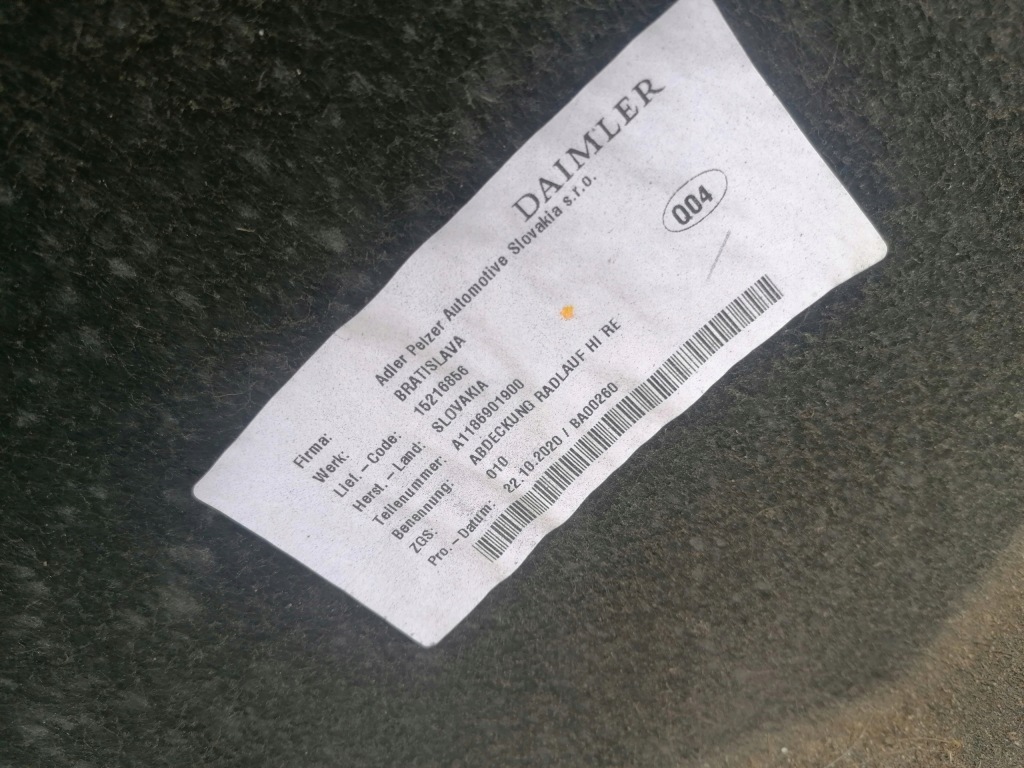 DAIMLER
Firma: Adler Pelzer Automotive Slovakia s.r.o.
Werk: BRATISLAVA
Lief. - Code: 15216856
Herst. - Land: SLOVAKIA
Teilenummer: A1186901900
Benennung: ABDECKUNG RADLAUF HI RE
ZGS: 010
Pro. - Datum: 22.10.2020 / BA00260
Q04